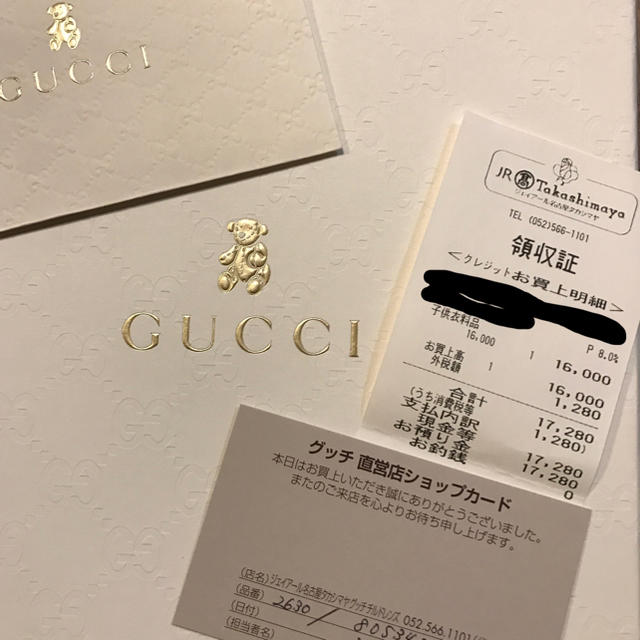 GUCCI
GUCCI
JR 髙 Takashimaya
ジェイアール名古屋タカシマヤ
TEL (052)566-1101
領収証
<クレジットお買上明細>
P 8.0%
子供衣料品
16,000 1 16,000
お買上高 1 16,000
外税額 1,280
合計 17,280
(うち消費税等 1,280)
支払内訳
現金等 17,280
お預り金 17,280
お釣銭 0
グッチ 直営店ショップカード
本日はお買上いただき誠にありがとうございました。
またのご来店を心よりお待ち申し上げます。
(店名) ジェイアール名古屋タカシマヤグッチチルドレンズ 052.566.1101
(品番) 2630 / 80534
(日付)
(担当者名)